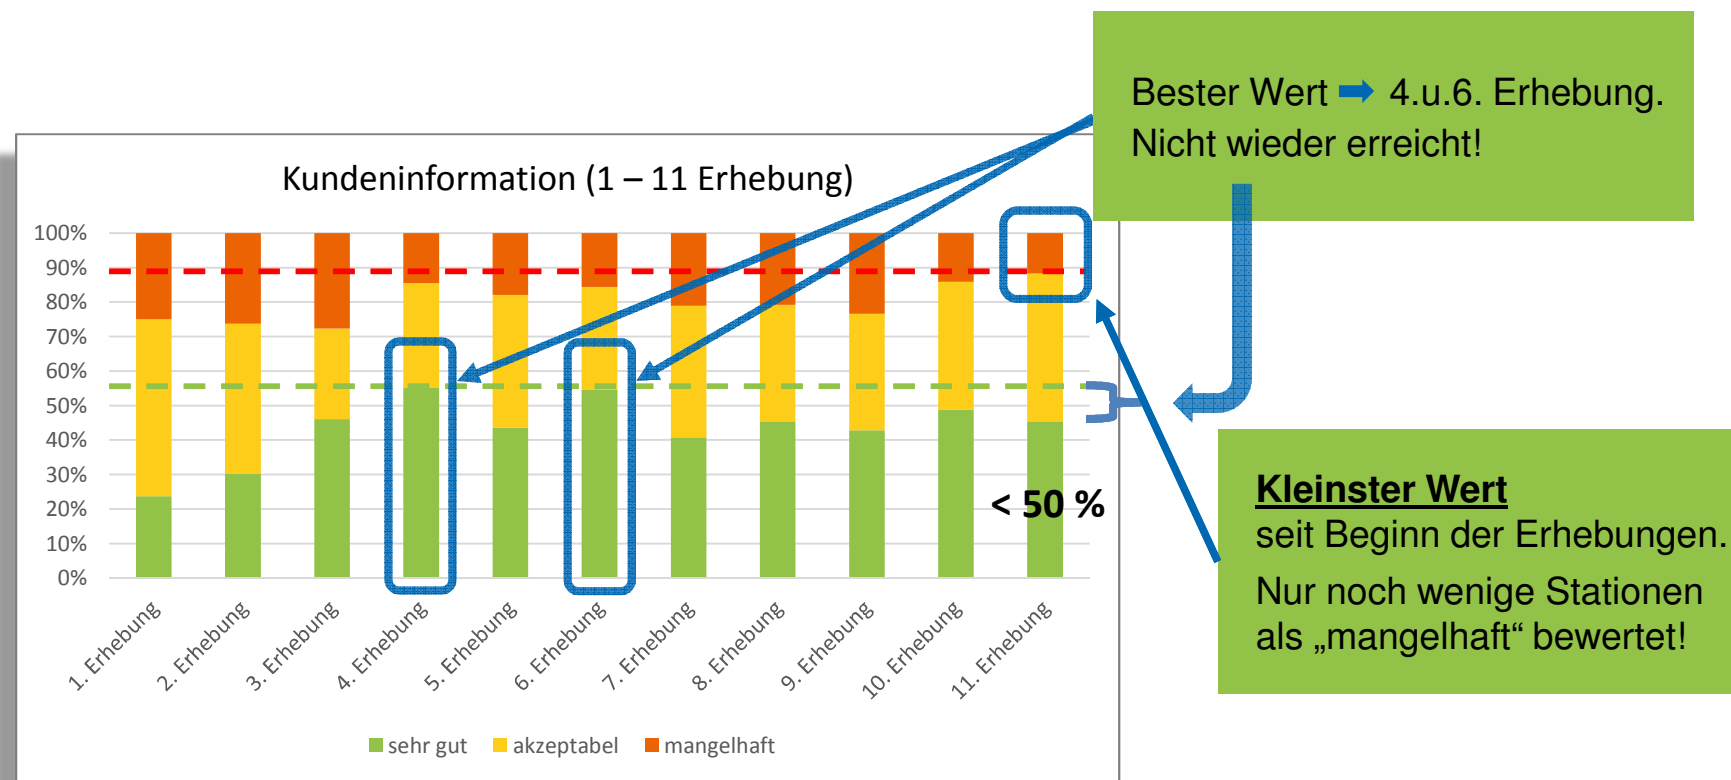 Bester Wert 4.u.6. Erhebung.
Nicht wieder erreicht!
Kundeninformation (1 – 11 Erhebung)
100%
90%
80%
70%
60%
50%
40%
30%
20%
10%
0%
< 50 %
1. Erhebung
2. Erhebung
3. Erhebung
4. Erhebung
5. Erhebung
6. Erhebung
7. Erhebung
8. Erhebung
9. Erhebung
10. Erhebung
11. Erhebung
sehr gut
akzeptabel
mangelhaft
Kleinster Wert
seit Beginn der Erhebungen.
Nur noch wenige Stationen
als „mangelhaft“ bewertet!